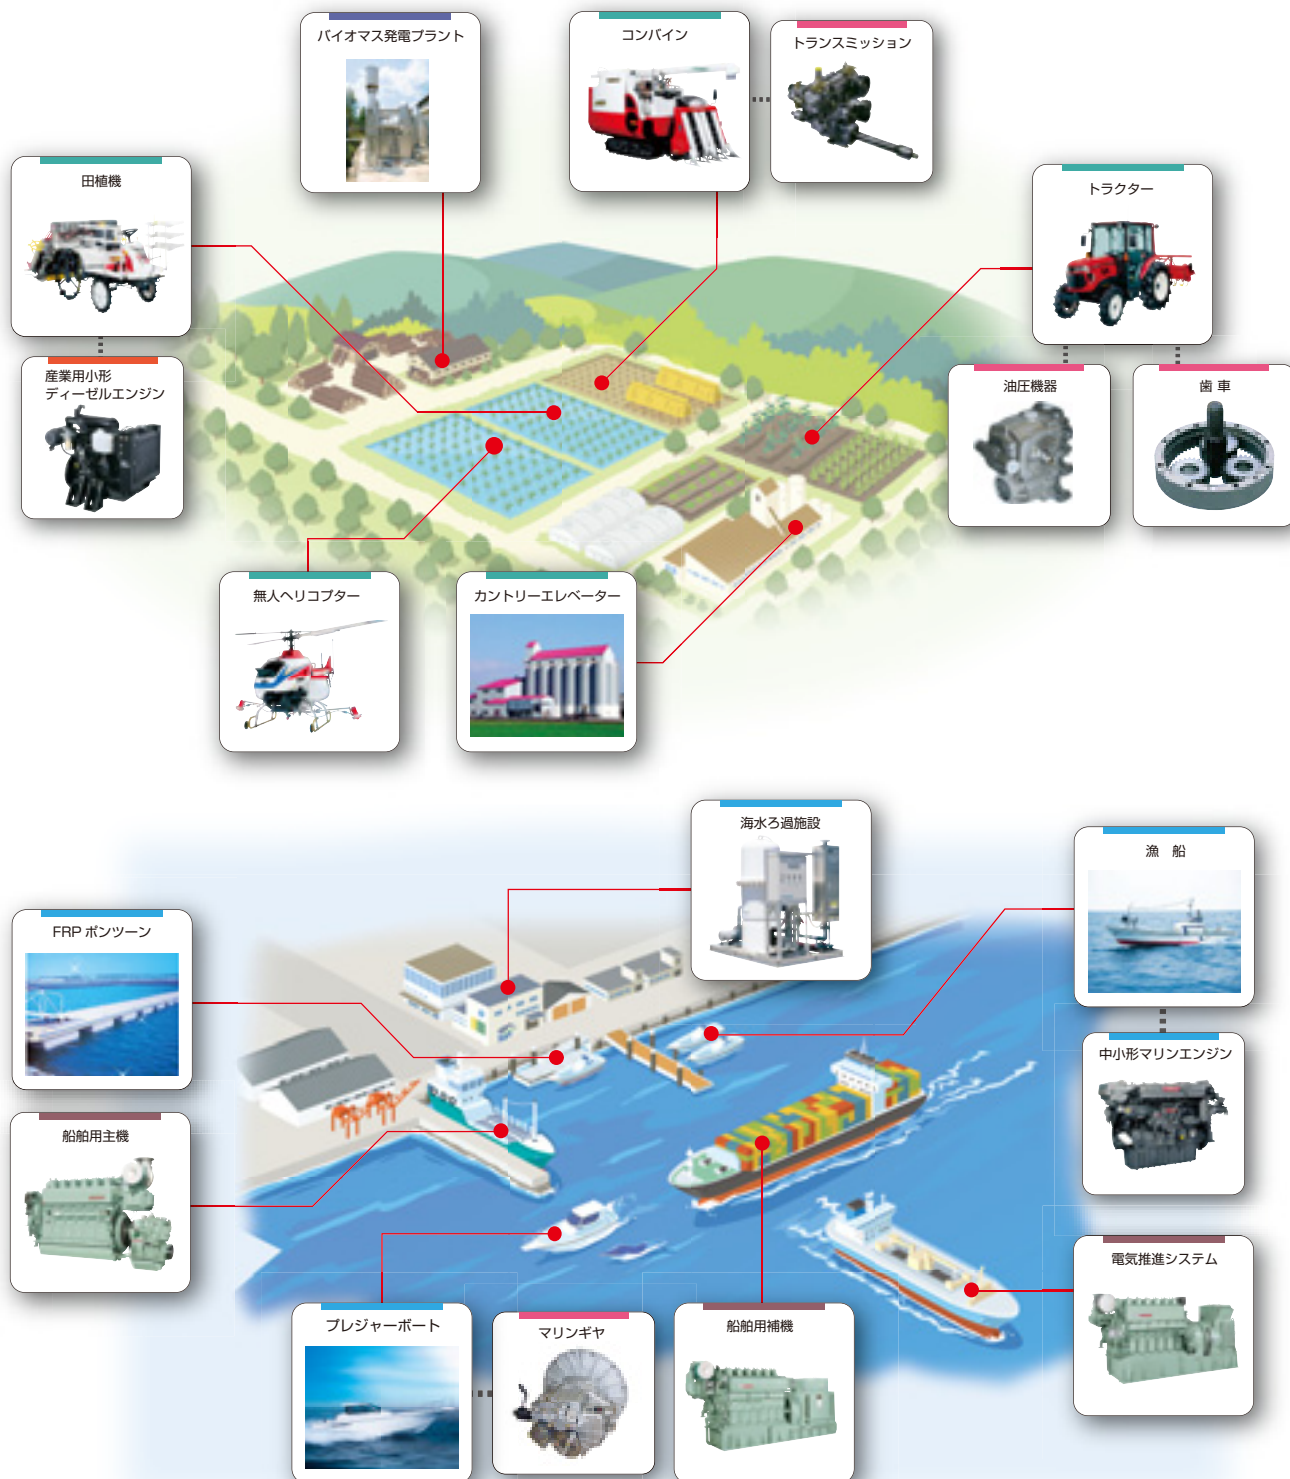 バイオマス発電プラント
コンバイン
トランスミッション
田植機
トラクター
産業用小形
ディーゼルエンジン
油圧機器
歯 車
無人ヘリコプター
カントリーエレベーター
海水ろ過施設
漁　船
FRP ポンツーン
中小形マリンエンジン
船舶用主機
電気推進システム
プレジャーボート
マリンギヤ
船舶用補機